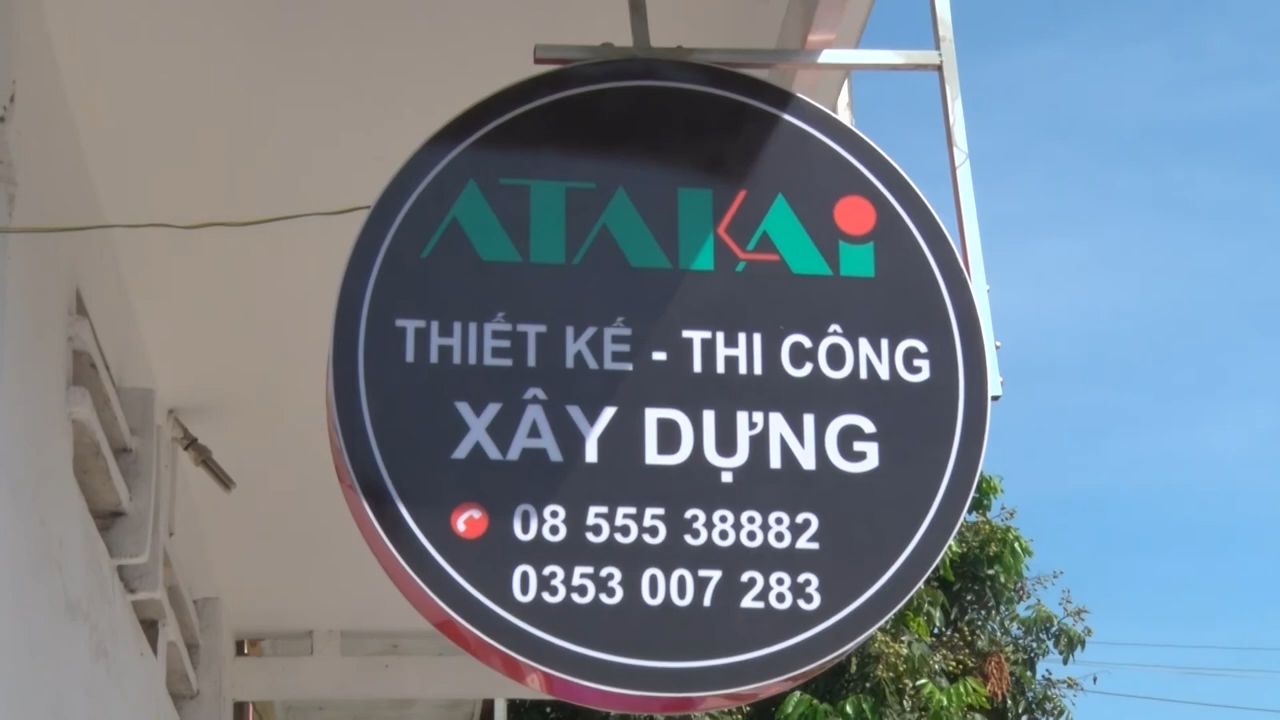 ATAKAi
THIẾT KẾ - THI CÔNG
XÂY DỰNG
08 555 38882
0353 007 283